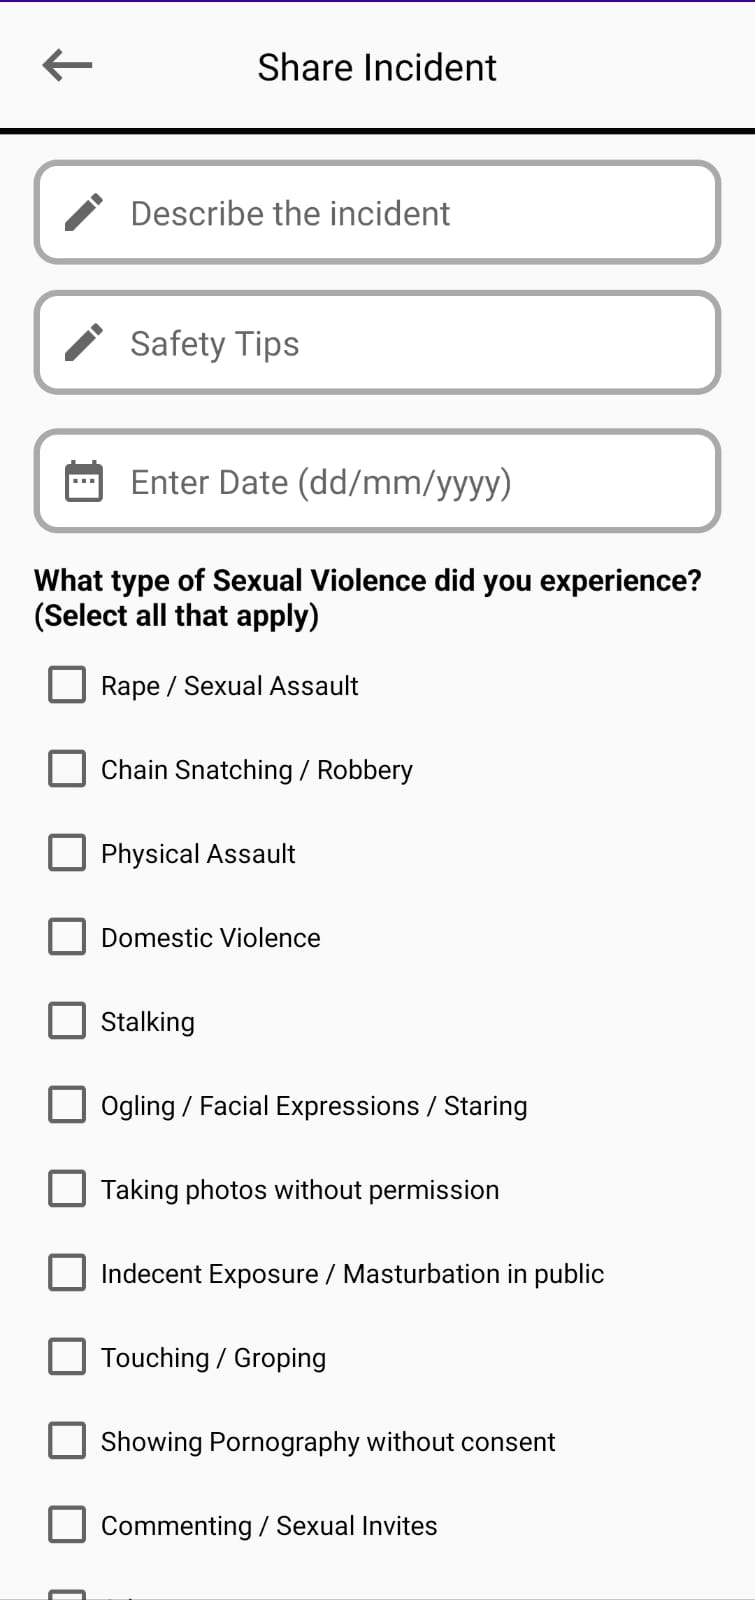 Share Incident
Describe the incident
Safety Tips
Enter Date (dd/mm/yyyy)
What type of Sexual Violence did you experience?
(Select all that apply)
Rape / Sexual Assault
Chain Snatching / Robbery
Physical Assault
Domestic Violence
Stalking
Ogling / Facial Expressions / Staring
Taking photos without permission
Indecent Exposure / Masturbation in public
Touching / Groping
Showing Pornography without consent
Commenting / Sexual Invites